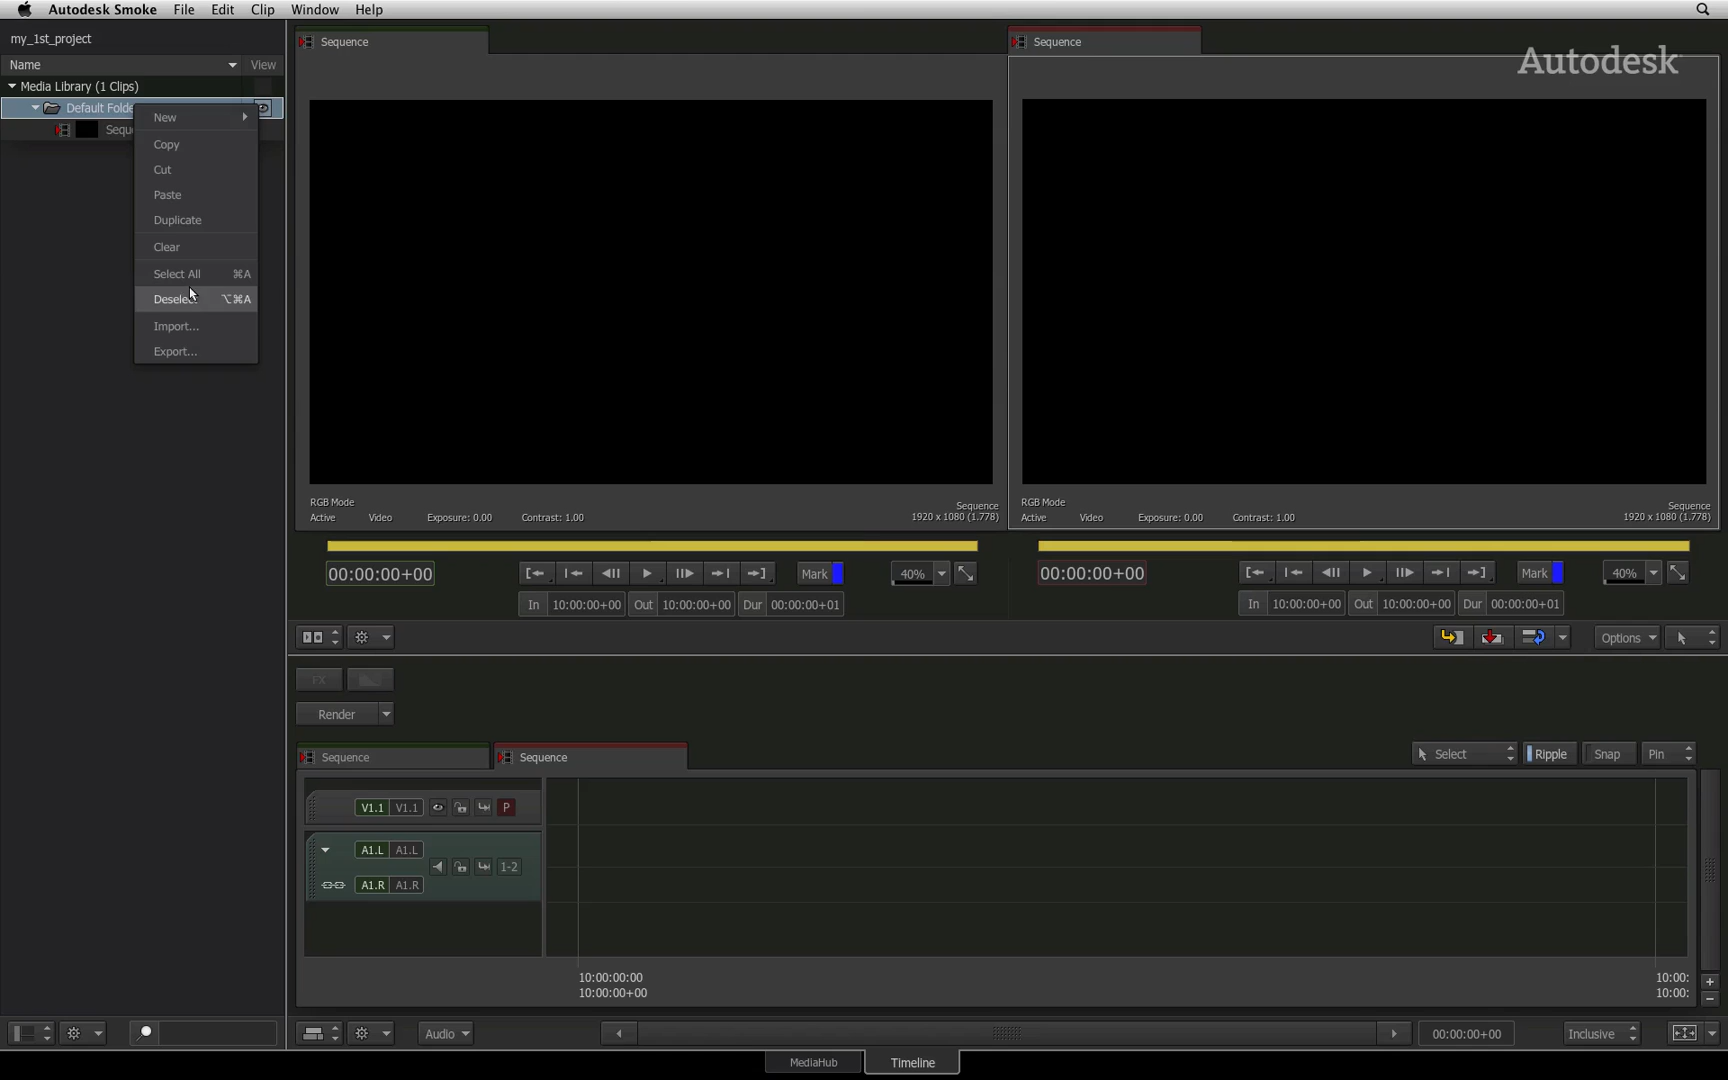 Autodesk Smoke File Edit Clip Window Help
my_1st_project
Name View
Media Library (1 Clips)
Default Folde
Sequ
New
Copy
Cut
Paste
Duplicate
Clear
Select All ⌘A
Deselect ⌥⌘A
Import...
Export...
Sequence
Sequence
Autodesk
RGB Mode
Active Video Exposure: 0.00 Contrast: 1.00
Sequence
1920 x 1080 (1.778)
RGB Mode
Active Video Exposure: 0.00 Contrast: 1.00
Sequence
1920 x 1080 (1.778)
00:00:00+00 Mark 40%
In 10:00:00+00 Out 10:00:00+00 Dur 00:00:00+01
00:00:00+00 Mark 40%
In 10:00:00+00 Out 10:00:00+00 Dur 00:00:00+01
Options
FX
Render
Sequence Sequence Select Ripple Snap Pin
V1.1 V1.1 P
A1.L A1.L
1-2
A1.R A1.R
10:00:00:00 10:00:
10:00:00+00 10:00:
Audio 00:00:00+00 Inclusive
MediaHub Timeline